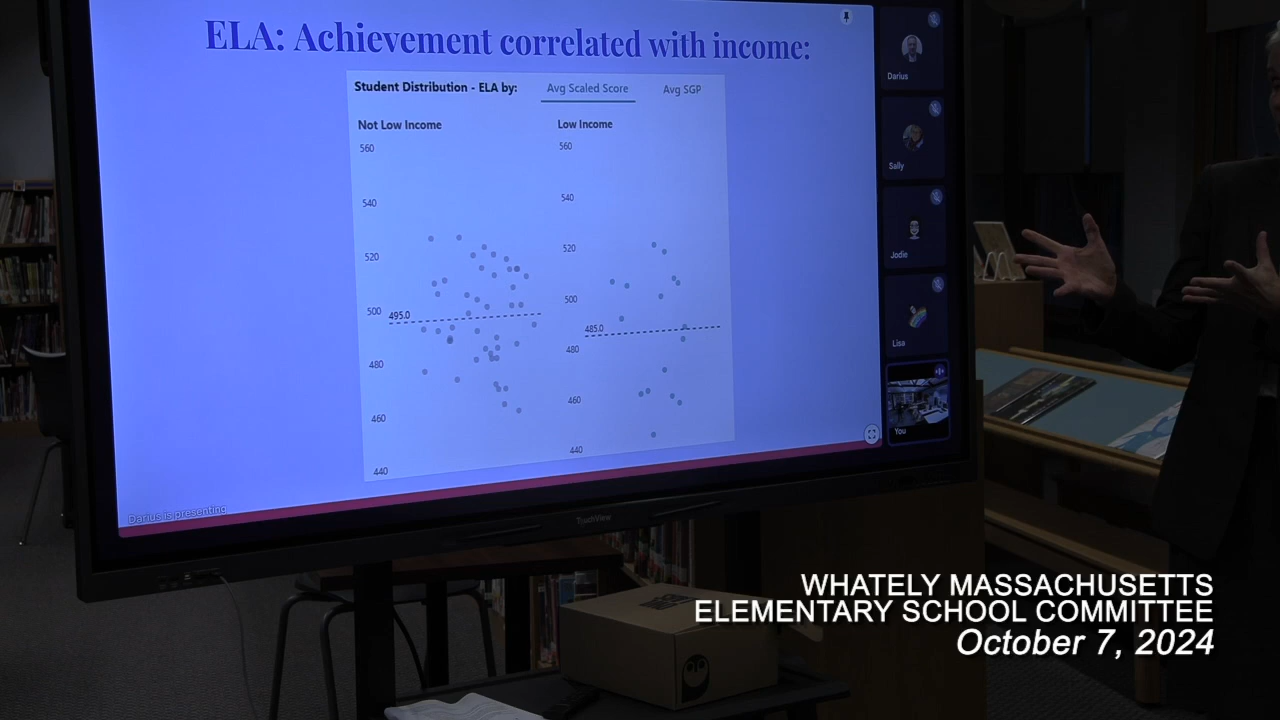 ELA: Achievement correlated with income:
Student Distribution - ELA by: Avg Scaled Score Avg SGP
Not Low Income Low Income
560 560
540 540
520 520
500 500
495.0 485.0
480 480
460 460
440 440
Darius is presenting
Darius
Sally
Jodie
Lisa
You
TouchView
WHATELY MASSACHUSETTS
ELEMENTARY SCHOOL COMMITTEE
October 7, 2024